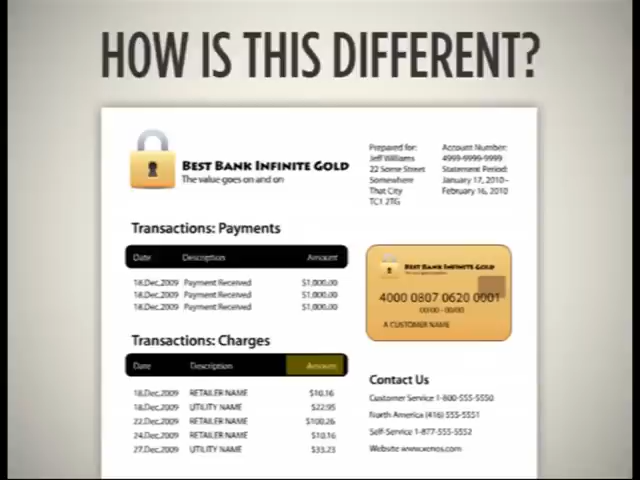 HOW IS THIS DIFFERENT?
BEST BANK INFINITE GOLD
The value goes on and on
Prepared for:
Jeff Williams
22 Some Street
Somewhere
That City
TC1 2TG
Account Number:
4999-9999-9999
Statement Period:
January 17, 2010-
February 16, 2010
Transactions: Payments
Date Description Amount
18.Dec.2009 Payment Received $1,000.00
18.Dec.2009 Payment Received $1,000.00
18.Dec.2009 Payment Received $1,000.00
BEST BANK INFINITE GOLD
4000 0807 0620 0001
00/00 - 00/00
A CUSTOMER NAME
Transactions: Charges
Date Description Amount
18.Dec.2009 RETAILER NAME $10.16
18.Dec.2009 UTILITY NAME $22.95
22.Dec.2009 RETAILER NAME $100.26
24.Dec.2009 RETAILER NAME $10.16
27.Dec.2009 UTILITY NAME $33.23
Contact Us
Customer Service 1-800-555-5550
North America (416) 555-5551
Self-Service 1-877-555-5552
Website www.xenos.com